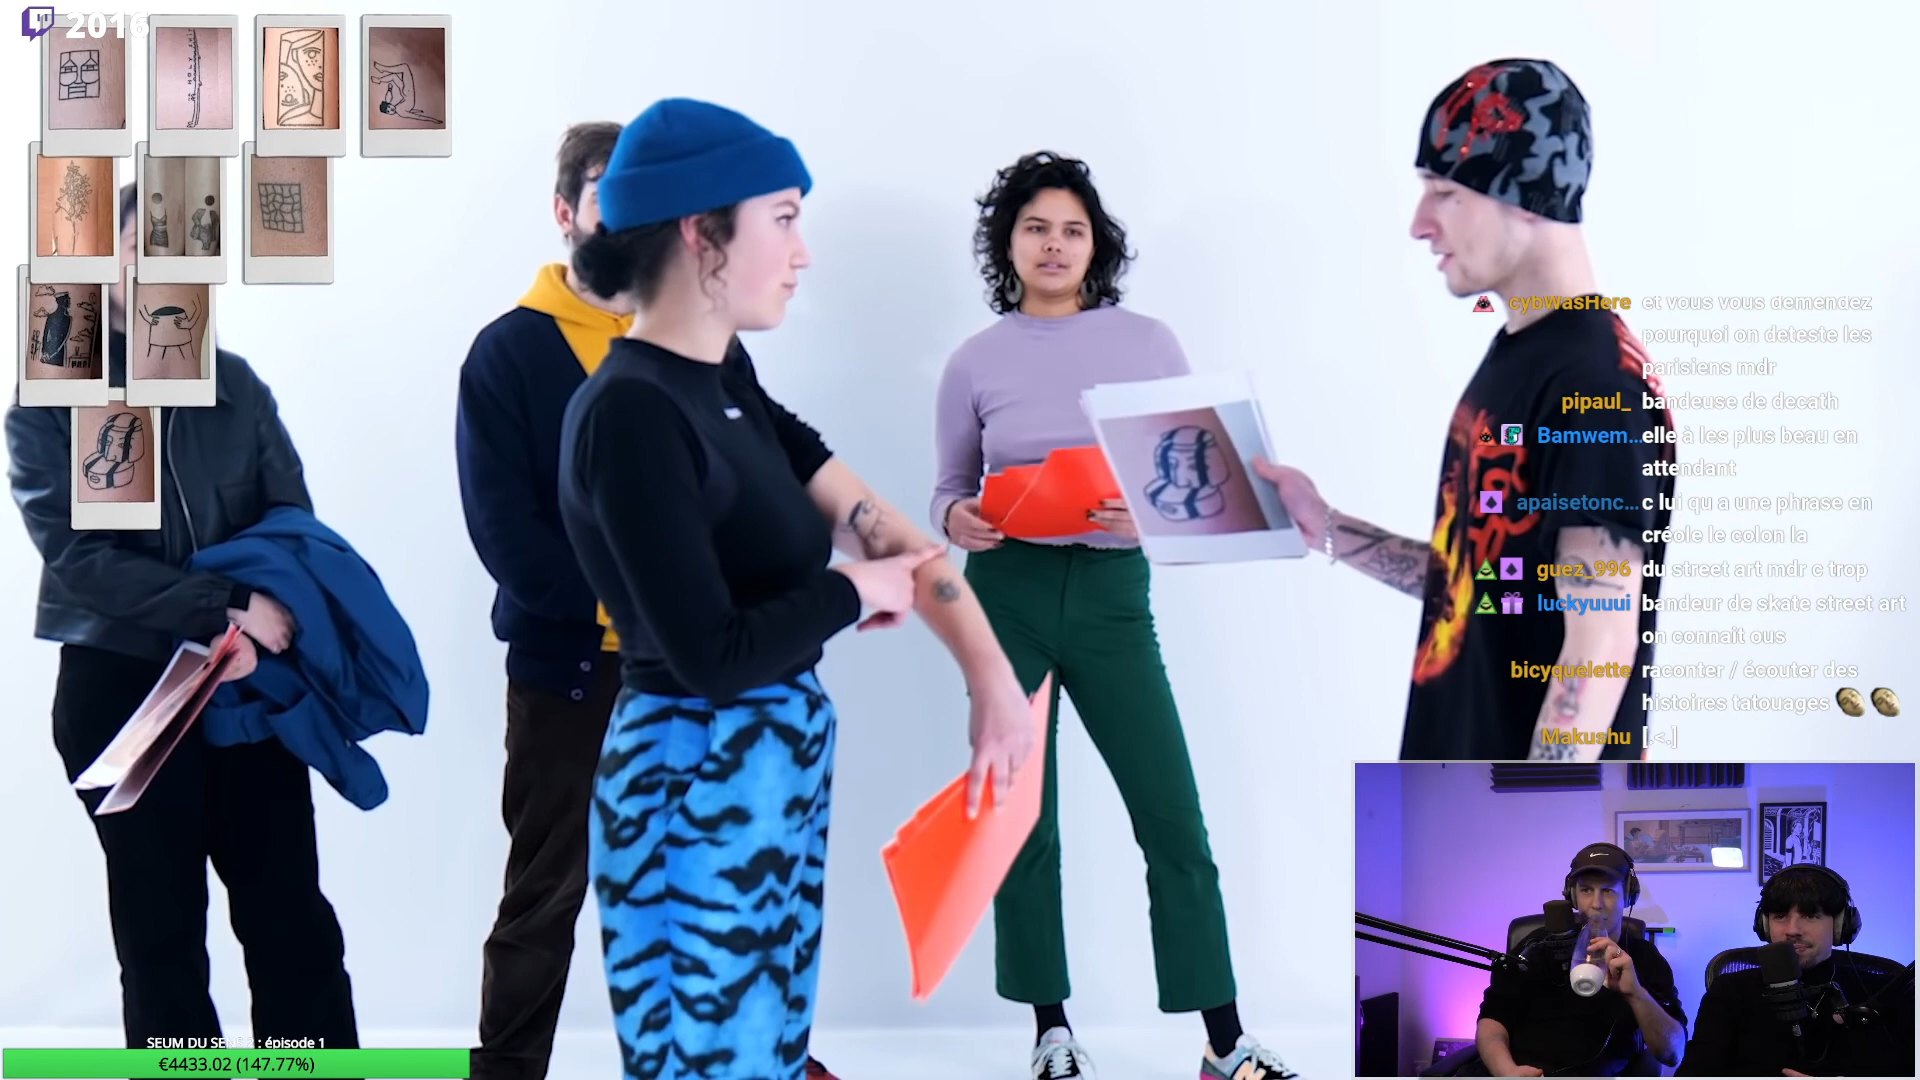 2016
HOLY SHIT
cybWasHere et vous vous demendez
pourquoi on deteste les
parisiens mdr
pipaul_ bandeuse de decath
Bamwem... elle à les plus beau en
attendant
apaisetonc... c lui qu a une phrase en
créole le colon la
guez_996 du street art mdr c trop
luckyuuui bandeur de skate street art
on connait ous
bicyquelette raconter / écouter des
histoires tatouages
Makushu [.<.]
SEUM DU : épisode 1
€4433.02 (147.77%)